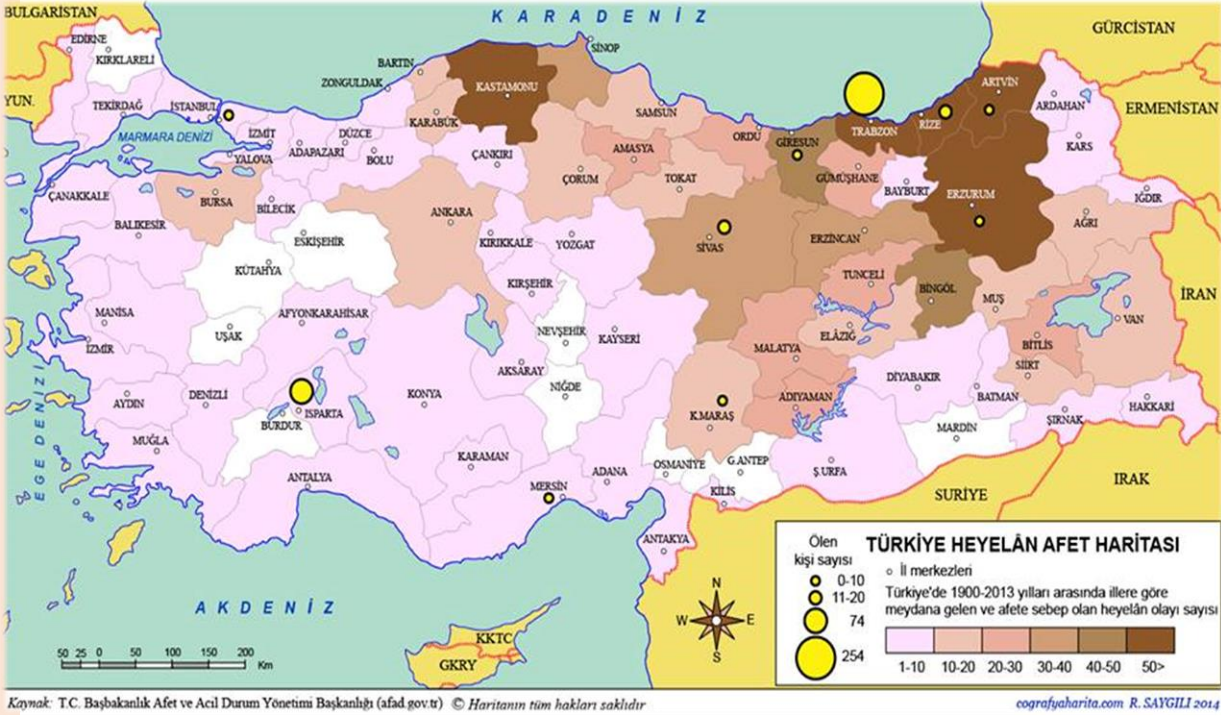 BULGARİSTAN
KARADENİZ
GÜRCİSTAN
EDİRNE
KIRKLARELİ
SİNOP
BARTIN
ZONGULDAK
KASTAMONU
ARTVİN
YUN.
TEKİRDAĞ
İSTANBUL
KARABÜK
SAMSUN
ORDU
GİRESUN
TRABZON
RİZE
ARDAHAN
ERMENİSTAN
MARMARA DENİZİ
İZMİT
YALOVA
ADAPAZARI
DÜZCE
BOLU
ÇANKIRI
AMASYA
KARS
ÇANAKKALE
BURSA
BİLECİK
ÇORUM
TOKAT
GÜMÜŞHANE
BAYBURT
ERZURUM
IĞDIR
BALIKESİR
ESKİŞEHİR
ANKARA
KIRIKKALE
YOZGAT
SİVAS
ERZİNCAN
AĞRI
KÜTAHYA
KIRŞEHİR
TUNCELİ
BİNGÖL
MUŞ
İRAN
MANİSA
UŞAK
AFYONKARAHİSAR
NEVŞEHİR
KAYSERİ
MALATYA
ELÂZIĞ
BİTLİS
VAN
İZMİR
AKSARAY
SİİRT
EGE DENİZİ
AYDIN
DENİZLİ
BURDUR
ISPARTA
KONYA
NİĞDE
K.MARAŞ
ADIYAMAN
DİYABAKIR
BATMAN
ŞIRNAK
HAKKARİ
MUĞLA
ANTALYA
KARAMAN
MERSİN
ADANA
OSMANİYE
G.ANTEP
KİLİS
Ş.URFA
MARDİN
ANTAKYA
SURİYE
IRAK
AKDENİZ
KKTC
GKRY
N
W E
S
50 25 0 50 100 150 200
Km
TÜRKİYE HEYELÂN AFET HARİTASI
Ölen
kişi sayısı
0-10
11-20
74
254
İl merkezleri
Türkiye'de 1900-2013 yılları arasında illere göre
meydana gelen ve afete sebep olan heyelân olayı sayısı
1-10 10-20 20-30 30-40 40-50 50>
Kaynak: T.C. Başbakanlık Afet ve Acil Durum Yönetimi Başkanlığı (afad.gov.tr) © Haritanın tüm hakları saklıdır
cografyaharita.com R. SAYGILI 2014